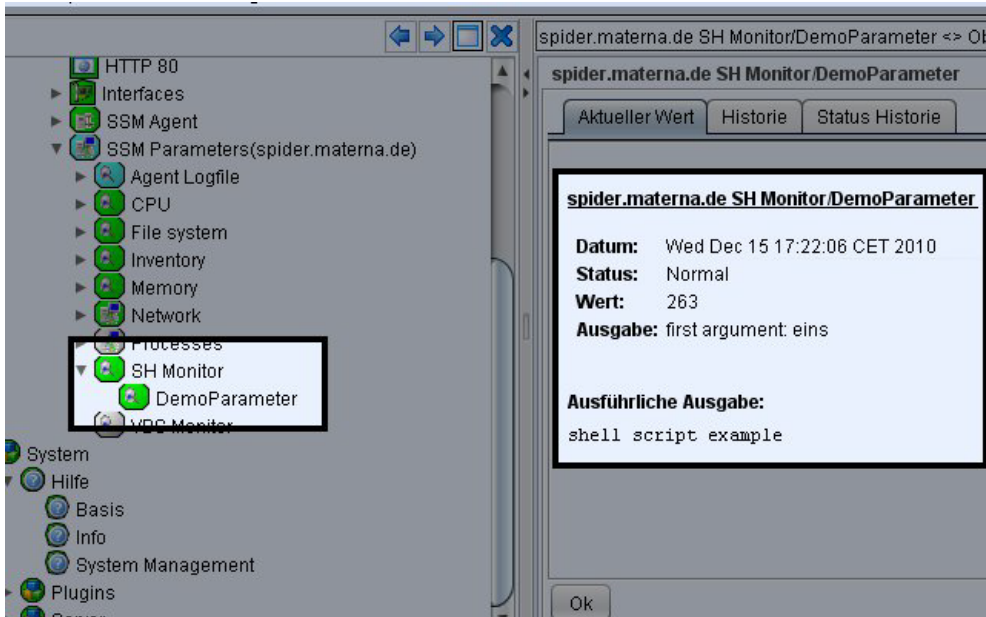 HTTP 80
Interfaces
SSM Agent
SSM Parameters(spider.materna.de)
Agent Logfile
CPU
File system
Inventory
Memory
Network
Processes
SH Monitor
DemoParameter
Monitor
System
Hilfe
Basis
Info
System Management
Plugins
spider.materna.de SH Monitor/DemoParameter <> Ob
spider.materna.de SH Monitor/DemoParameter
Aktueller Wert Historie Status Historie
spider.materna.de SH Monitor/DemoParameter
Datum: Wed Dec 15 17:22:06 CET 2010
Status: Normal
Wert: 263
Ausgabe: first argument: eins
Ausführliche Ausgabe:
shell script example
Ok